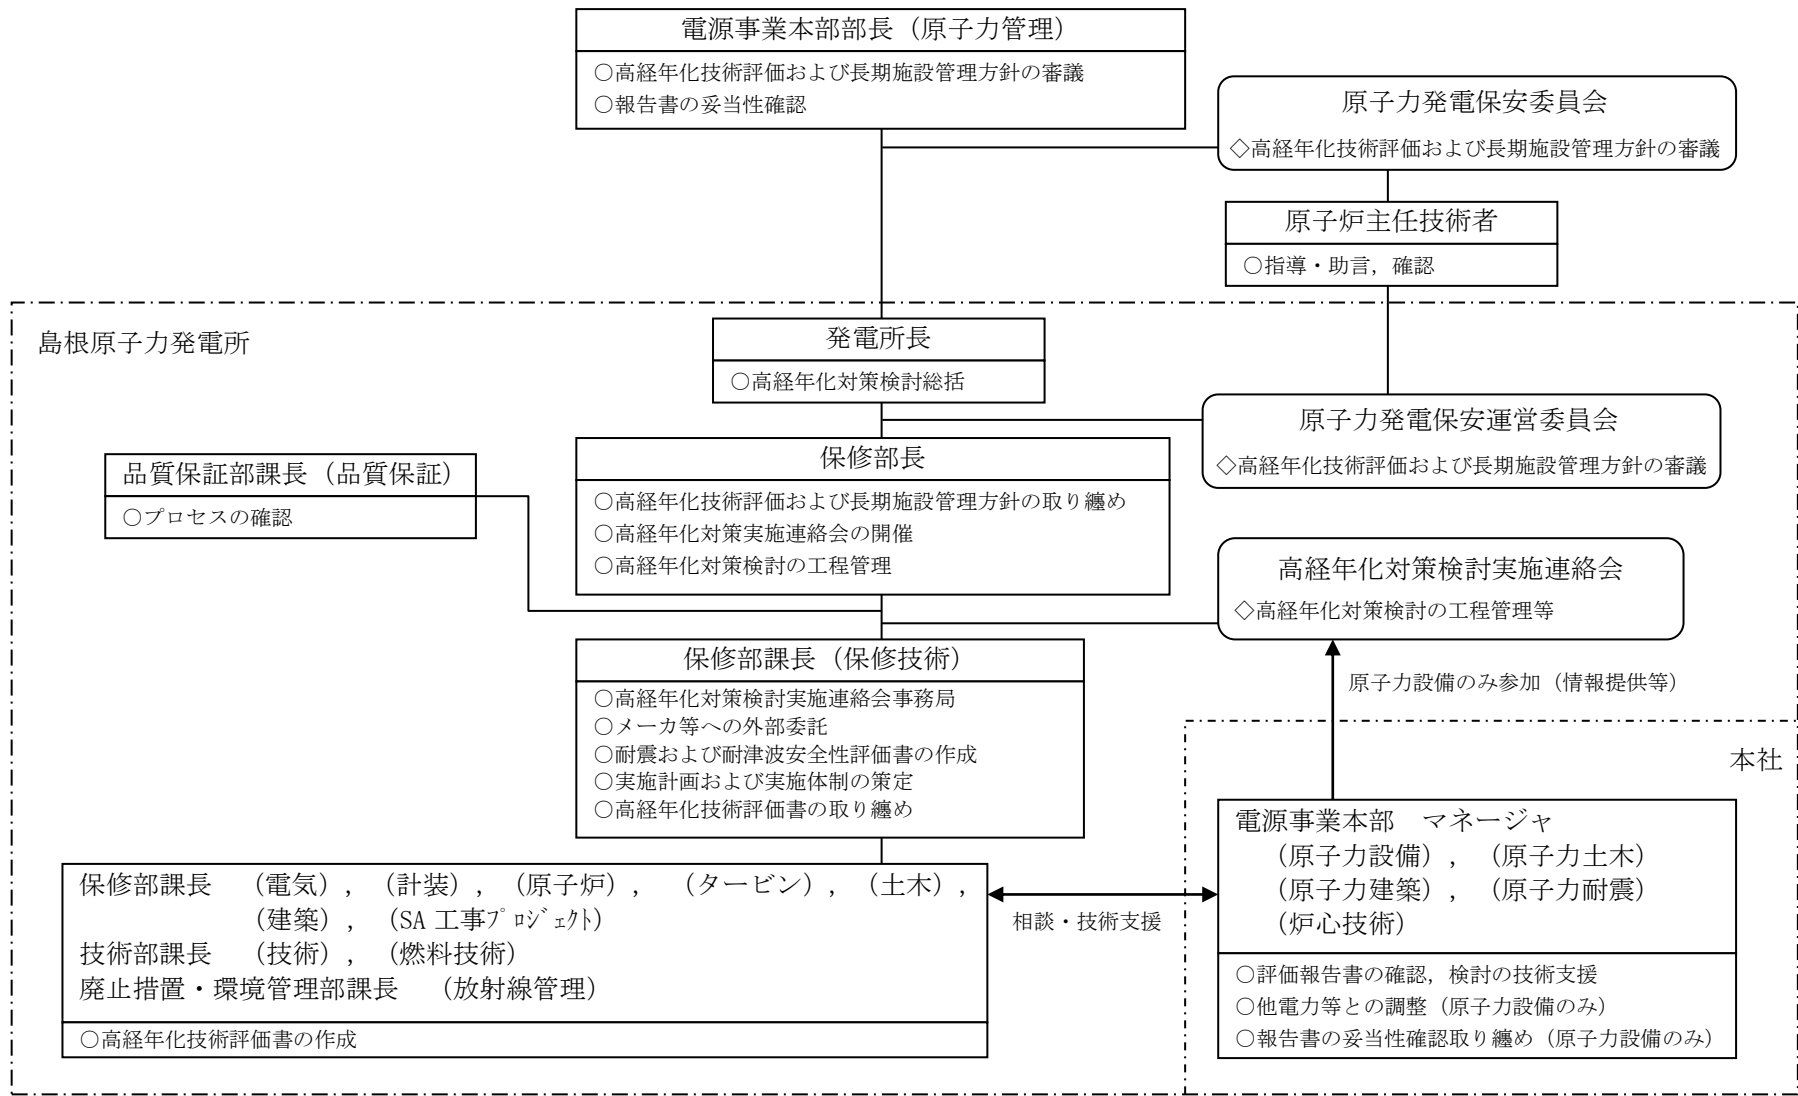 電源事業本部部長（原子力管理）
○高経年化技術評価および長期施設管理方針の審議
○報告書の妥当性確認
原子力発電保安委員会
◇高経年化技術評価および長期施設管理方針の審議
原子炉主任技術者
○指導・助言，確認
島根原子力発電所
発電所長
○高経年化対策検討総括
原子力発電保安運営委員会
◇高経年化技術評価および長期施設管理方針の審議
品質保証部課長（品質保証）
○プロセスの確認
保修部長
○高経年化技術評価および長期施設管理方針の取り纏め
○高経年化対策実施連絡会の開催
○高経年化対策検討の工程管理
高経年化対策検討実施連絡会
◇高経年化対策検討の工程管理等
保修部課長（保修技術）
○高経年化対策検討実施連絡会事務局
○メーカ等への外部委託
○耐震および耐津波安全性評価書の作成
○実施計画および実施体制の策定
○高経年化技術評価書の取り纏め
原子力設備のみ参加（情報提供等）
本社
電源事業本部　マネージャ
（原子力設備），（原子力土木）
（原子力建築），（原子力耐震）
（炉心技術）
○評価報告書の確認，検討の技術支援
○他電力等との調整（原子力設備のみ）
○報告書の妥当性確認取り纏め（原子力設備のみ）
相談・技術支援
保修部課長　（電気），（計装），（原子炉），　（タービン），（土木），
（建築），（SA 工事ﾌﾟﾛｼﾞｪｸﾄ）
技術部課長　（技術），（燃料技術）
廃止措置・環境管理部課長　（放射線管理）
○高経年化技術評価書の作成